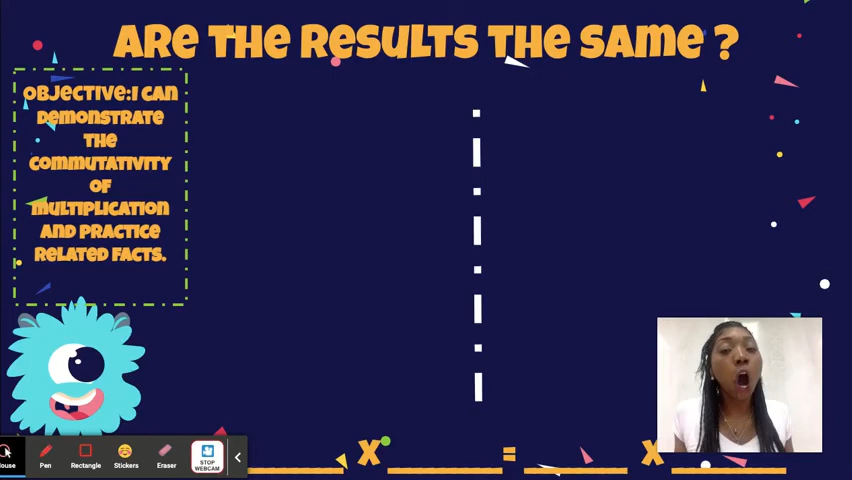 Are the Results the Same ?
Objective:I can
demonstrate
the
commutativity
of
multiplication
and practice
related facts.
ouse
Pen
Rectangle
Stickers
Eraser
STOP
WEBCAM
x = x